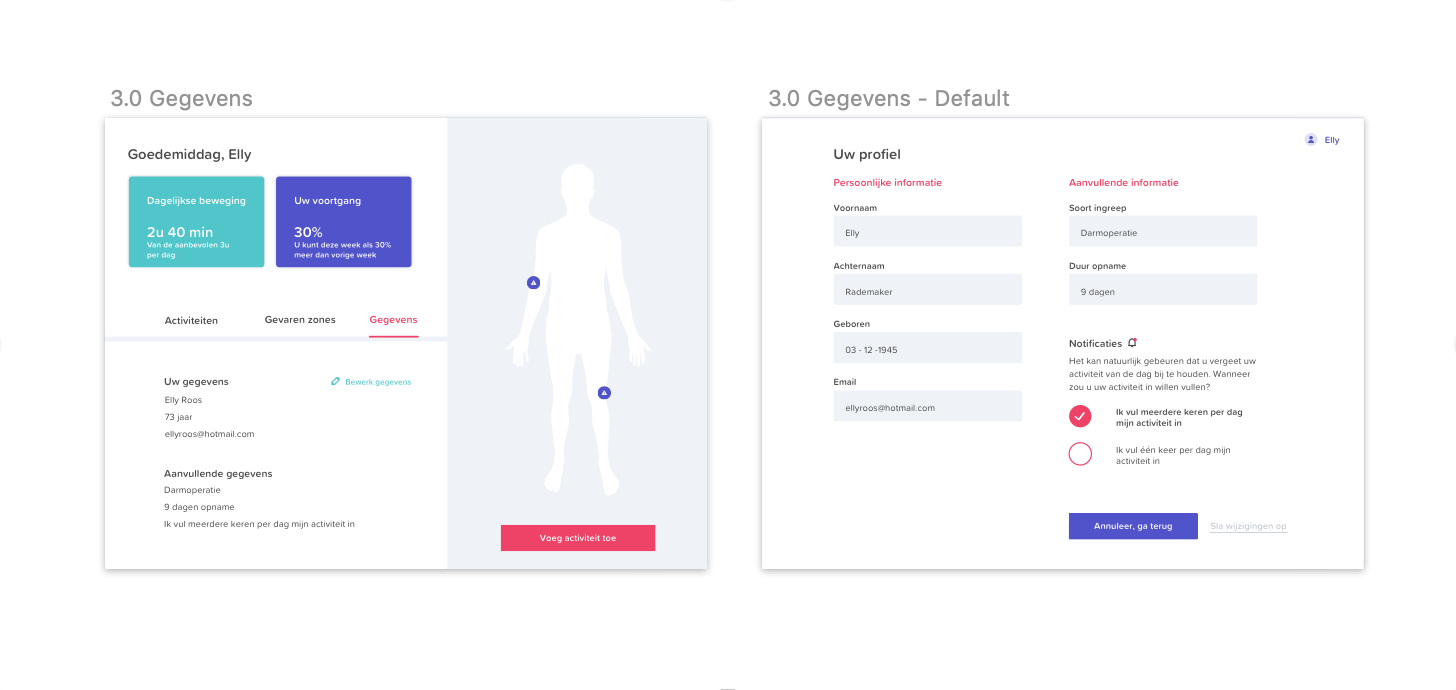 3.0 Gegevens
Goedemiddag, Elly
Dagelijkse beweging
2u 40 min
Van de aanbevolen 3u
per dag
Uw voortgang
30%
U kunt deze week als 30%
meer dan vorige week
Activiteiten
Gevaren zones
Gegevens
Uw gegevens
Bewerk gegevens
Elly Roos
73 jaar
ellyroos@hotmail.com
Aanvullende gegevens
Darmoperatie
9 dagen opname
Ik vul meerdere keren per dag mijn activiteit in
Voeg activiteit toe
3.0 Gegevens - Default
Elly
Uw profiel
Persoonlijke informatie
Voornaam
Elly
Achternaam
Rademaker
Geboren
03 - 12 -1945
Email
ellyroos@hotmail.com
Aanvullende informatie
Soort ingreep
Darmoperatie
Duur opname
9 dagen
Notificaties
Het kan natuurlijk gebeuren dat u vergeet uw
activiteit van de dag bij te houden. Wanneer
zou u uw activiteit in willen vullen?
Ik vul meerdere keren per dag
mijn activiteit in
Ik vul één keer per dag mijn
activiteit in
Annuleer, ga terug
Sla wijzigingen op